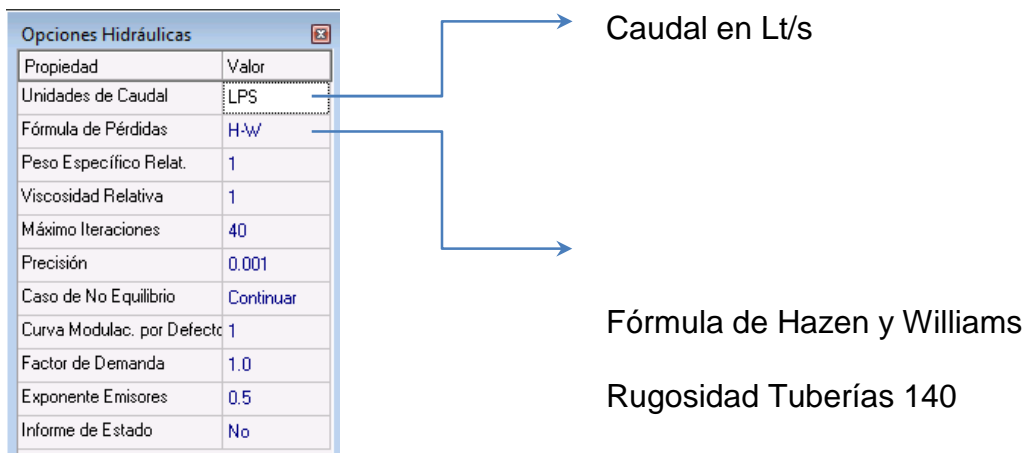 Opciones Hidráulicas
Propiedad Valor
Unidades de Caudal LPS
Fórmula de Pérdidas H-W
Peso Específico Relat. 1
Viscosidad Relativa 1
Máximo Iteraciones 40
Precisión 0.001
Caso de No Equilibrio Continuar
Curva Modulac. por Defecto 1
Factor de Demanda 1.0
Exponente Emisores 0.5
Informe de Estado No
Caudal en Lt/s
Fórmula de Hazen y Williams
Rugosidad Tuberías 140